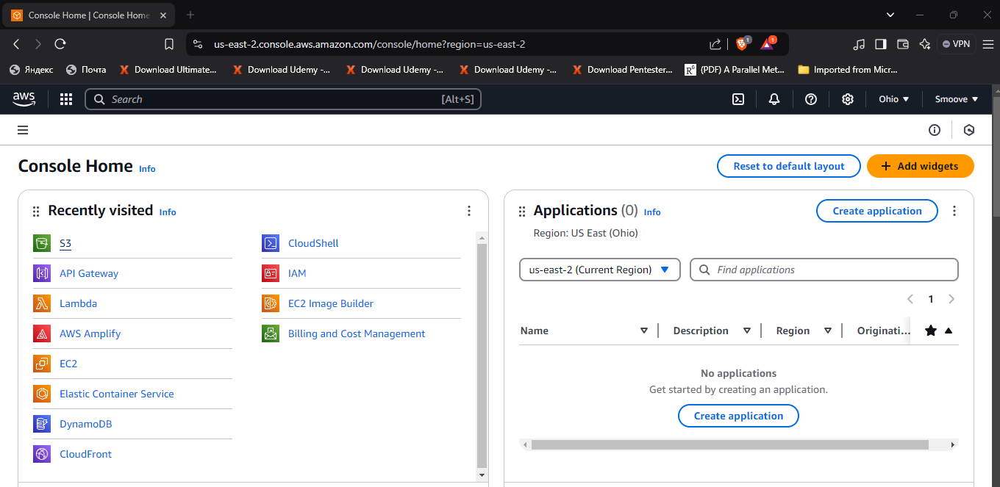 Console Home | Console Home
us-east-2.console.aws.amazon.com/console/home?region=us-east-2
1
1
VPN
Яндекс
Почта
Download Ultimate...
Download Udemy -...
Download Udemy -...
Download Udemy -...
Download Pentester...
(PDF) A Parallel Met...
Imported from Micr...
aws
Search
[Alt+S]
Ohio
Smoove
Console Home Info
Reset to default layout
Add widgets
Recently visited Info
S3
API Gateway
Lambda
AWS Amplify
EC2
Elastic Container Service
DynamoDB
CloudFront
CloudShell
IAM
EC2 Image Builder
Billing and Cost Management
Applications (0) Info
Create application
Region: US East (Ohio)
us-east-2 (Current Region)
Find applications
1
Name
Description
Region
Originati...
No applications
Get started by creating an application.
Create application